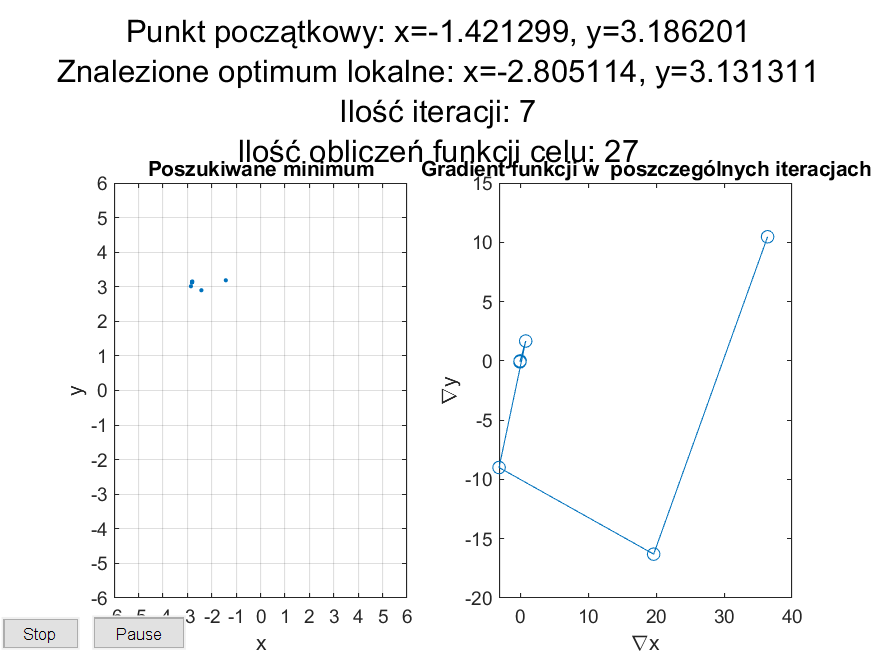 Punkt początkowy: x=-1.421299, y=3.186201
Znalezione optimum lokalne: x=-2.805114, y=3.131311
Ilość iteracji: 7
Ilość obliczeń funkcji celu: 27
Poszukiwane minimum
Gradient funkcji w poszczególnych iteracjach
6
5
4
3
2
1
0
-1
-2
-3
-4
-5
-6
y
-6 -5 -4 -3 -2 -1 0 1 2 3 4 5 6
x
15
10
5
0
-5
-10
-15
-20
∇y
0 10 20 30 40
∇x
Stop
Pause